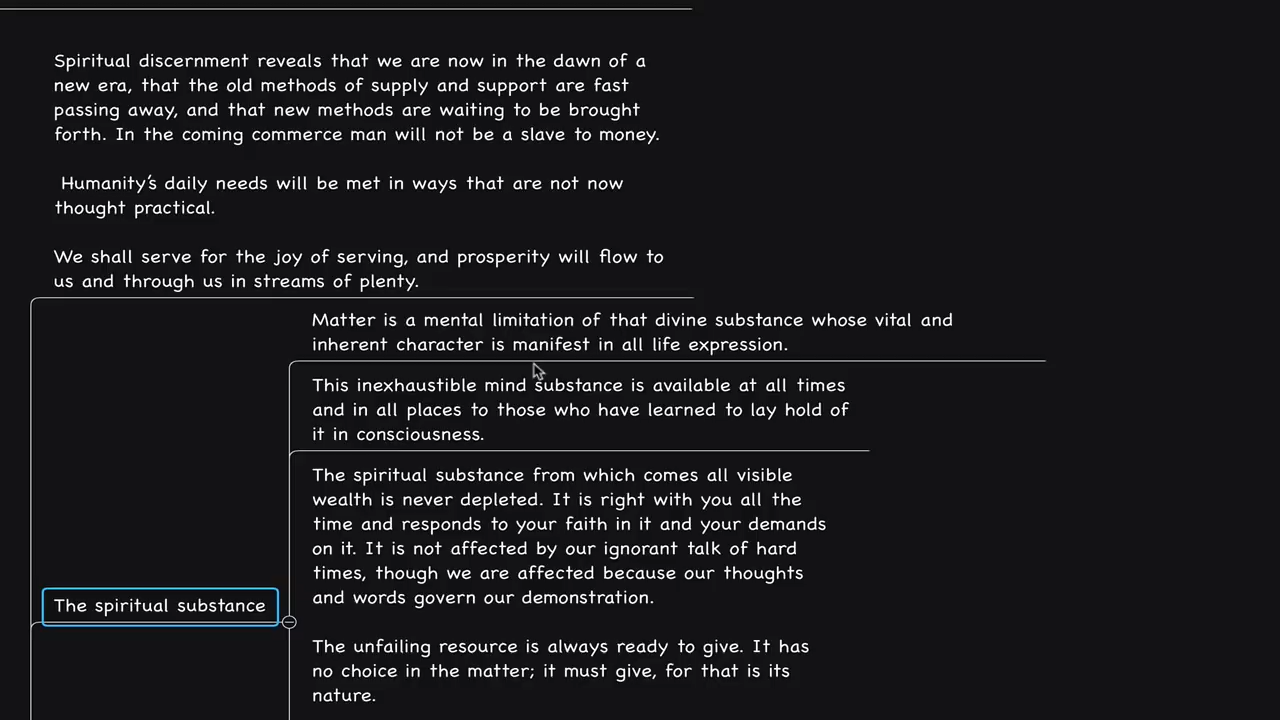 Spiritual discernment reveals that we are now in the dawn of a
new era, that the old methods of supply and support are fast
passing away, and that new methods are waiting to be brought
forth. In the coming commerce man will not be a slave to money.
Humanity's daily needs will be met in ways that are not now
thought practical.
We shall serve for the joy of serving, and prosperity will flow to
us and through us in streams of plenty.
Matter is a mental limitation of that divine substance whose vital and
inherent character is manifest in all life expression.
This inexhaustible mind substance is available at all times
and in all places to those who have learned to lay hold of
it in consciousness.
The spiritual substance from which comes all visible
wealth is never depleted. It is right with you all the
time and responds to your faith in it and your demands
on it. It is not affected by our ignorant talk of hard
times, though we are affected because our thoughts
and words govern our demonstration.
The spiritual substance
The unfailing resource is always ready to give. It has
no choice in the matter; it must give, for that is its
nature.